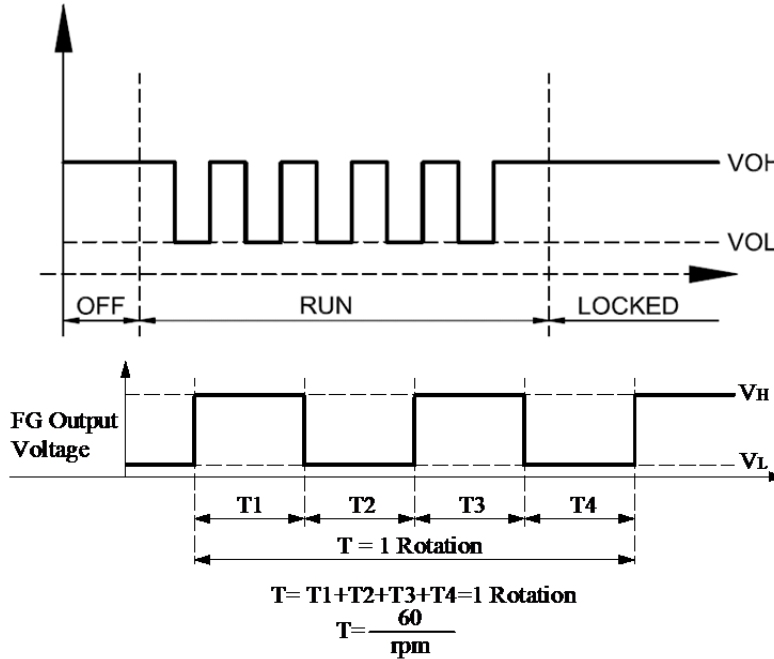 VOH
VOL
OFF RUN LOCKED
FG Output
Voltage
VH
VL
T1 T2 T3 T4
T = 1 Rotation
T= T1+T2+T3+T4=1 Rotation
T= 60
rpm